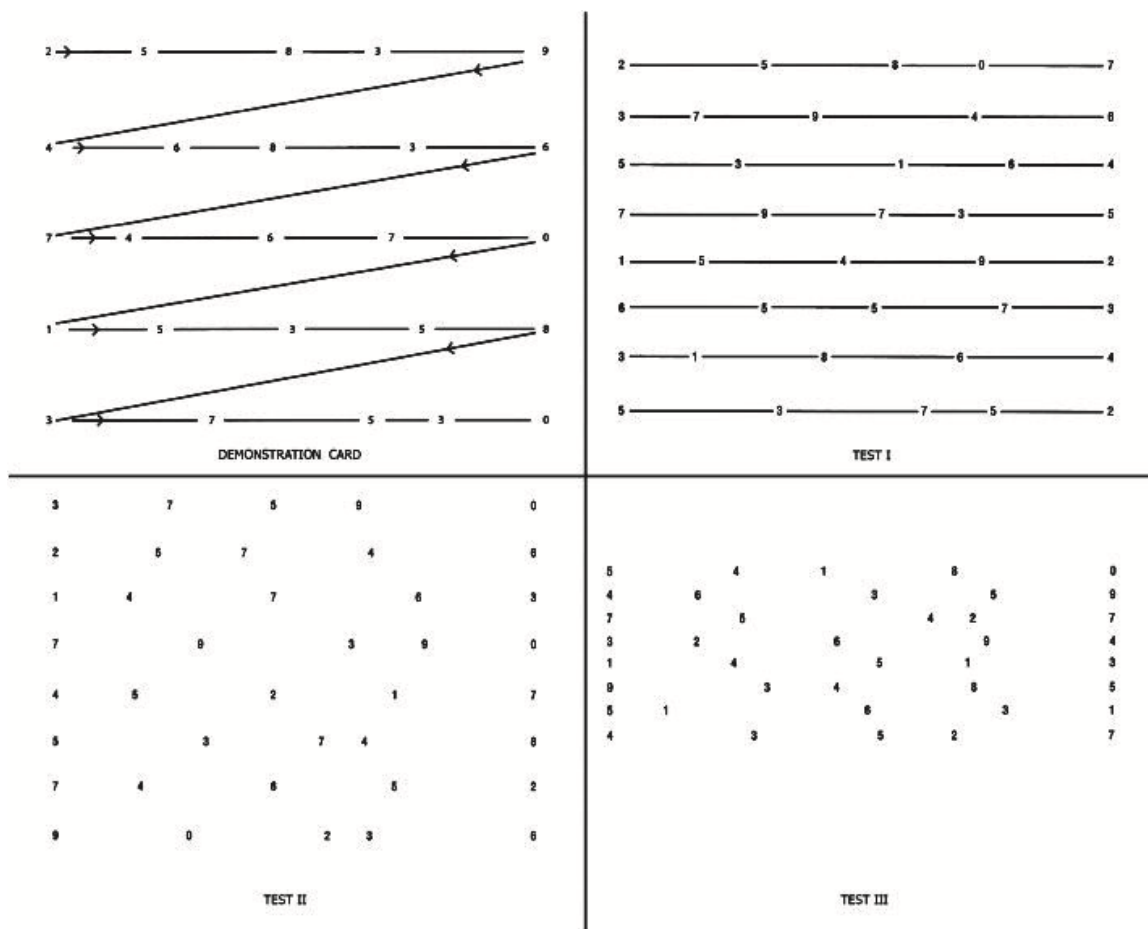 2 5 8 3 9
4 6 8 3 6
7 4 6 7 0
1 5 3 5 8
3 7 5 3 0
DEMONSTRATION CARD
2 5 8 0 7
3 7 9 4 6
5 3 1 6 4
7 9 7 3 5
1 5 4 9 2
6 5 5 7 3
3 1 8 6 4
5 3 7 5 2
TEST I
3 7 5 9 0
2 5 7 4 6
1 4 7 6 3
7 9 3 9 0
4 5 2 1 7
5 3 7 4 8
7 4 6 5 2
9 0 2 3 6
TEST II
5 4 1 8 0
4 6 3 5 9
7 5 4 2 7
3 2 6 9 4
1 4 5 1 3
9 3 4 8 5
5 1 6 3 1
4 3 5 2 7
TEST III